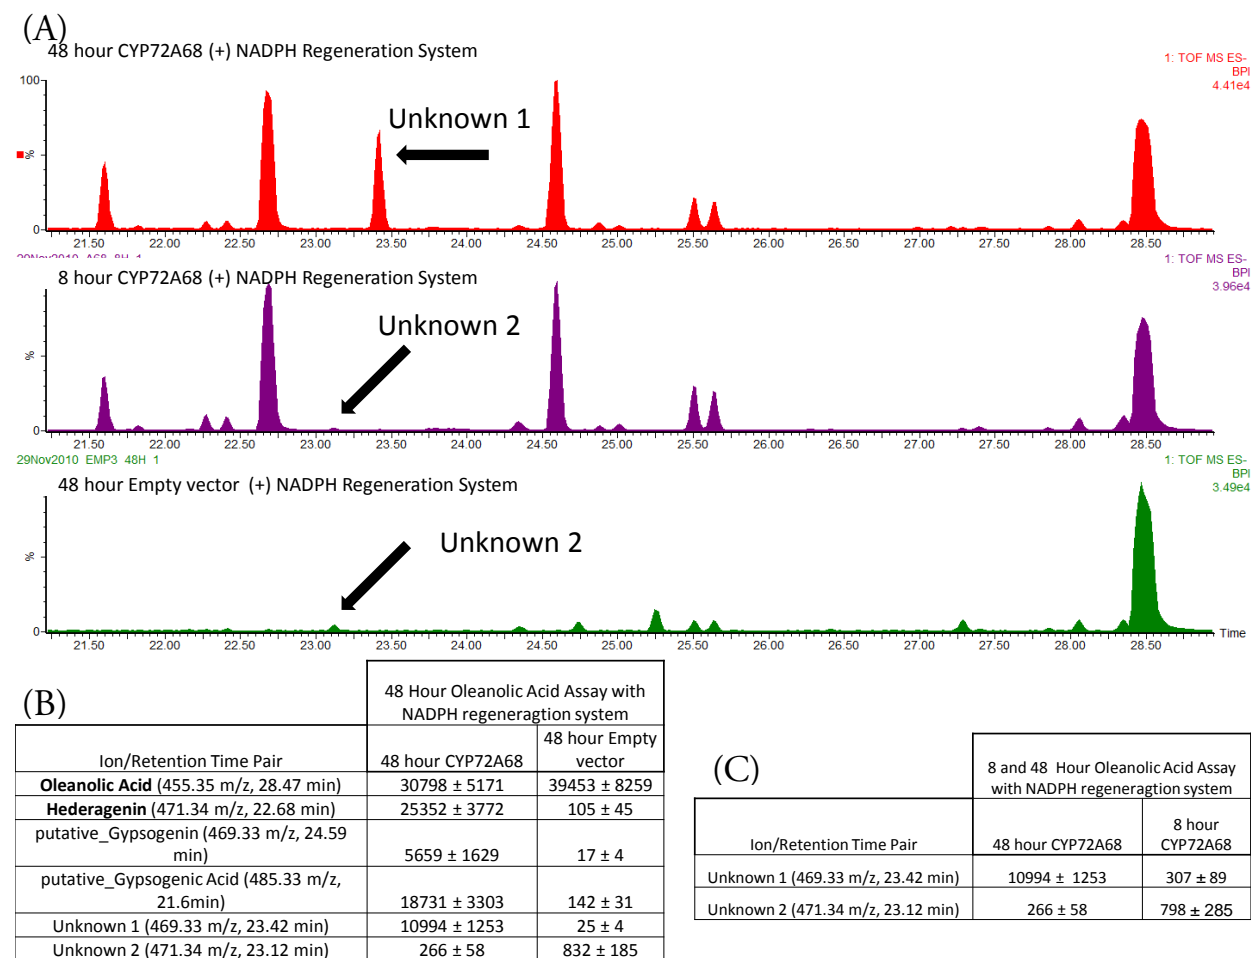 (A)
48 hour CYP72A68 (+) NADPH Regeneration System
1: TOF MS ES-
BPI
4.41e4
100
%
0
Unknown 1
21.50 22.00 22.50 23.00 23.50 24.00 24.50 25.00 25.50 26.00 26.50 27.00 27.50 28.00 28.50
29Nov2010 A68 8H 1
8 hour CYP72A68 (+) NADPH Regeneration System
1: TOF MS ES-
BPI
3.96e4
%
0
Unknown 2
21.50 22.00 22.50 23.00 23.50 24.00 24.50 25.00 25.50 26.00 26.50 27.00 27.50 28.00 28.50
29Nov2010 EMP3 48H 1
48 hour Empty vector (+) NADPH Regeneration System
1: TOF MS ES-
BPI
3.49e4
%
0
Unknown 2
21.50 22.00 22.50 23.00 23.50 24.00 24.50 25.00 25.50 26.00 26.50 27.00 27.50 28.00 28.50
Time
(B)
48 Hour Oleanolic Acid Assay with
NADPH regeneragtion system
Ion/Retention Time Pair 48 hour CYP72A68 48 hour Empty
vector
Oleanolic Acid (455.35 m/z, 28.47 min) 30798 ± 5171 39453 ± 8259
Hederagenin (471.34 m/z, 22.68 min) 25352 ± 3772 105 ± 45
putative_Gypsogenin (469.33 m/z, 24.59
min) 5659 ± 1629 17 ± 4
putative_Gypsogenic Acid (485.33 m/z,
21.6min) 18731 ± 3303 142 ± 31
Unknown 1 (469.33 m/z, 23.42 min) 10994 ± 1253 25 ± 4
Unknown 2 (471.34 m/z, 23.12 min) 266 ± 58 832 ± 185
(C)
8 and 48 Hour Oleanolic Acid Assay
with NADPH regeneragtion system
Ion/Retention Time Pair 48 hour CYP72A68 8 hour
CYP72A68
Unknown 1 (469.33 m/z, 23.42 min) 10994 ± 1253 307 ± 89
Unknown 2 (471.34 m/z, 23.12 min) 266 ± 58 798 ± 285